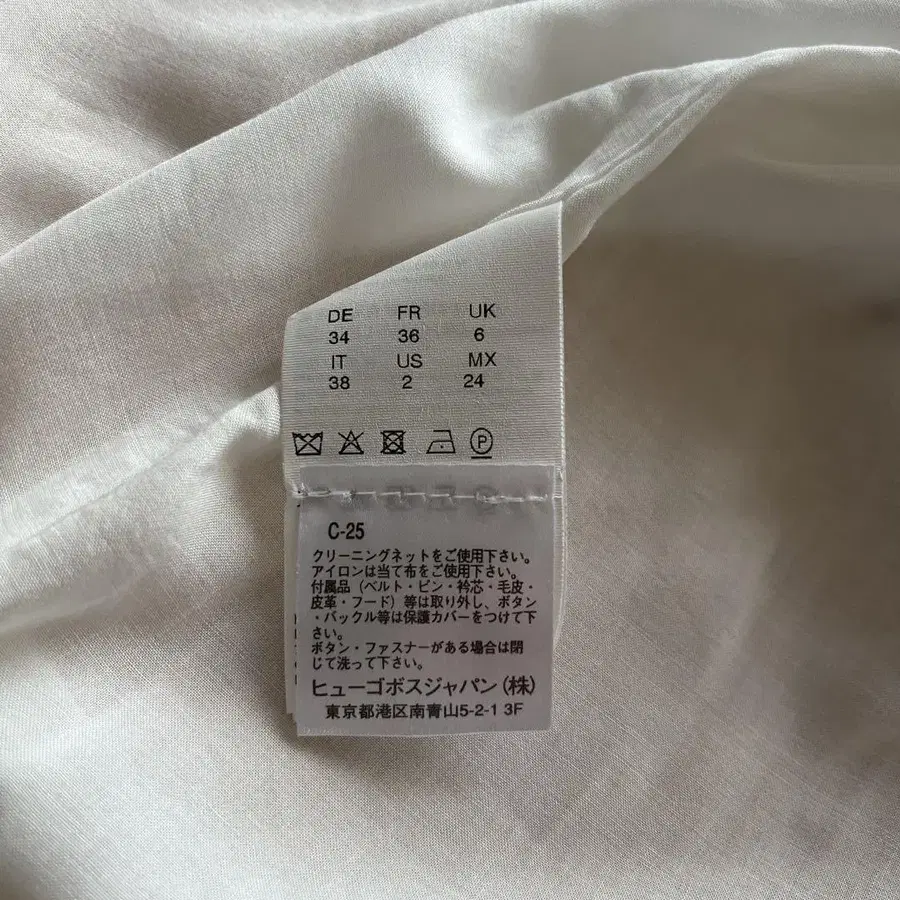 DE FR UK
34 36 6
IT US MX
38 2 24
P
C-25
クリーニングネットをご使用下さい。
アイロンは当て布をご使用下さい。
付属品（ベルト・ピン・衿芯・毛皮・
皮革・フード）等は取り外し、ボタン
・バックル等は保護カバーをつけて下
さい。
ボタン・ファスナーがある場合は閉
じて洗って下さい。
ヒューゴボスジャパン（株）
東京都港区南青山5-2-1 3F